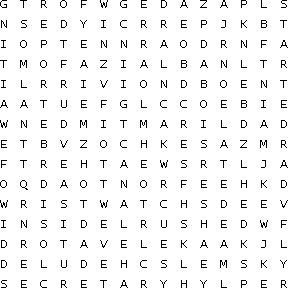 G T R O F W G E D A Z A P L S
N S E D Y I C R R E P J K B T
I O P T E N N R A O D R N F A
T M O F A Z I A L B A N L T R
I L R R I V I O N D B O E N T
A A T U E F G L C C O E B I E
W N E D M I T M A R I L D A D
E T B V Z O C H K E S A Z M R
F T R E H T A E W S R T L J A
O Q D A O T N O R F E E H K D
W R I S T W A T C H S D E E V
I N S I D E L R U S H E D W F
D R O T A V E L E K A A K J L
D E L U D E H C S L E M S K Y
S E C R E T A R Y H Y L P E R